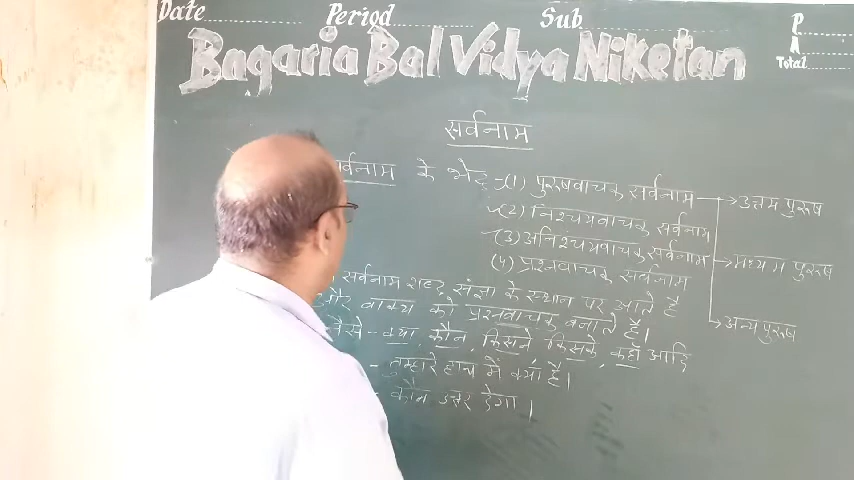 Date Period Sub P
A
Total
Bagaria Bal Vidya Niketan
सर्वनाम
र्वनाम के भेद - (1) पुरूषवाचक सर्वनाम → उत्तम पुरूष
(2) निश्चयवाचक सर्वनाम
(3) अनिश्चयवाचक सर्वनाम → मध्यम पुरूष
(4) प्रश्नवाचक सर्वनाम
→ अन्य पुरूष
सर्वनाम शब्द संज्ञा के स्थान पर आते है
और वाक्य को प्रश्नवाचक बनाते हैं।
जैसे - क्या, कौन, किसने, किसके, कहाँ आदि
- तुम्हारे हाथ में क्या है।
- कौन उत्तर देगा।